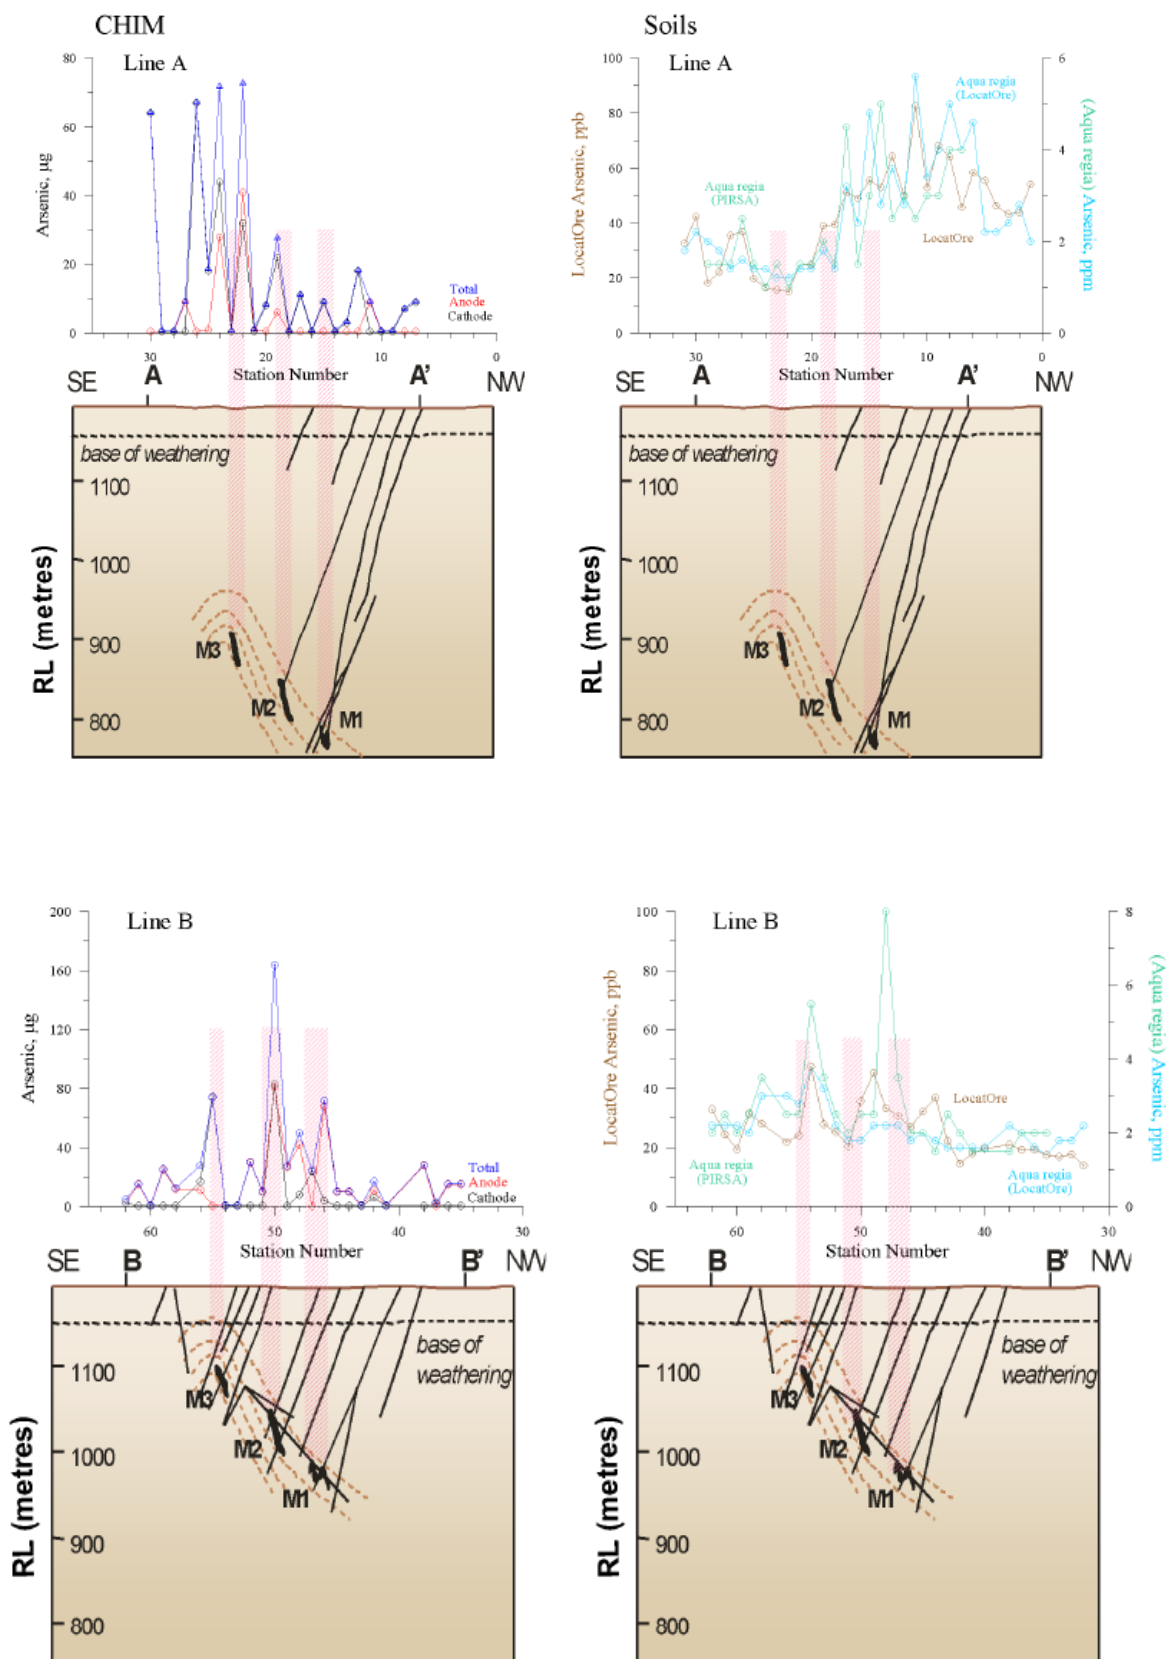 CHIM
Soils
Line A
80
60
40
20
0
Arsenic, µg
Total
Anode
Cathode
30
20
10
0
Station Number
SE
A
A'
NW
base of weathering
1100
1000
900
800
RL (metres)
M3
M2
M1
Line A
100
80
60
40
20
0
LocatOre Arsenic, ppb
Aqua regia
(LocatOre)
Aqua regia
(PIRSA)
LocatOre
6
4
2
0
(Aqua regia) Arsenic, ppm
30
20
10
0
Station Number
SE
A
A'
NW
base of weathering
1100
1000
900
800
RL (metres)
M3
M2
M1
Line B
200
160
120
80
40
0
Arsenic, µg
Total
Anode
Cathode
60
50
40
30
Station Number
SE
B
B'
NW
base of
weathering
1100
1000
900
800
RL (metres)
M3
M2
M1
Line B
100
80
60
40
20
0
LocatOre Arsenic, ppb
LocatOre
Aqua regia
(PIRSA)
Aqua regia
(LocatOre)
8
6
4
2
0
(Aqua regia) Arsenic, ppm
60
50
40
30
Station Number
SE
B
B'
NW
base of
weathering
1100
1000
900
800
RL (metres)
M3
M2
M1